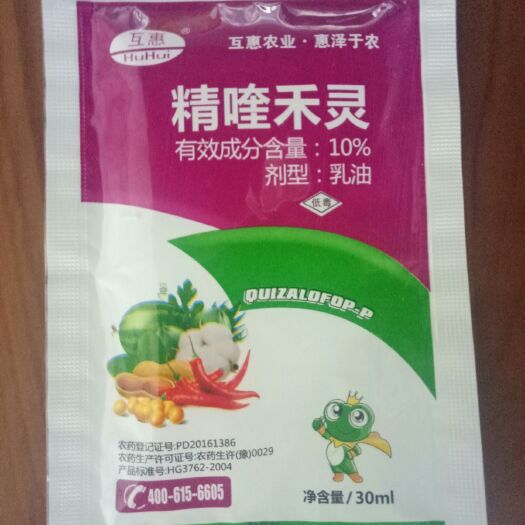 互惠
HuHui
®
互惠农业·惠泽于农
精喹禾灵
有效成分含量：10%
剂型：乳油
低毒
QUIZALOFOP-P
农药登记证号:PD20161386
农药生产许可证号:农药生许(豫)0029
产品标准号:HG3762-2004
400-615-6605
净含量/30ml